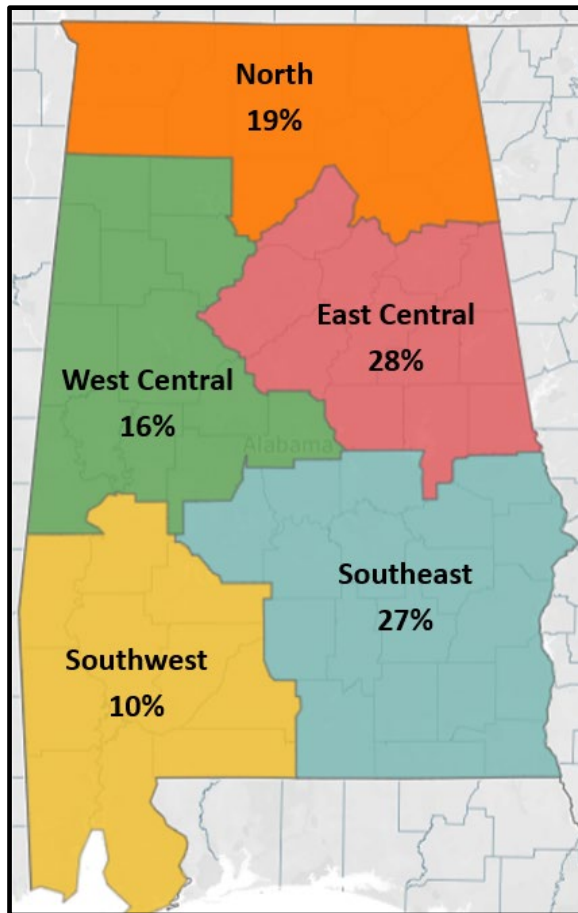 North
19%
East Central
28%
West Central
16%
Alabama
Southeast
27%
Southwest
10%